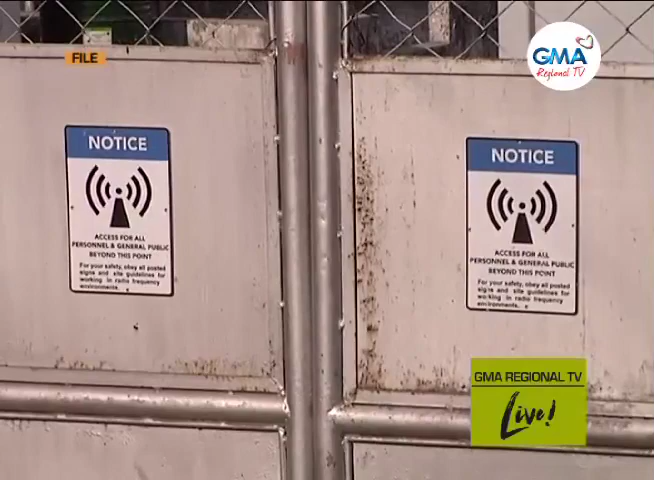 FILE
GMA
Regional TV
NOTICE
ACCESS FOR ALL
PERSONNEL & GENERAL PUBLIC
BEYOND THIS POINT
For your safety, obey all posted
signs and site guidelines for
working in radio frequency
environments.
NOTICE
ACCESS FOR ALL
PERSONNEL & GENERAL PUBLIC
BEYOND THIS POINT
For your safety, obey all posted
signs and site guidelines for
working in radio frequency
environments.
GMA REGIONAL TV
Live!